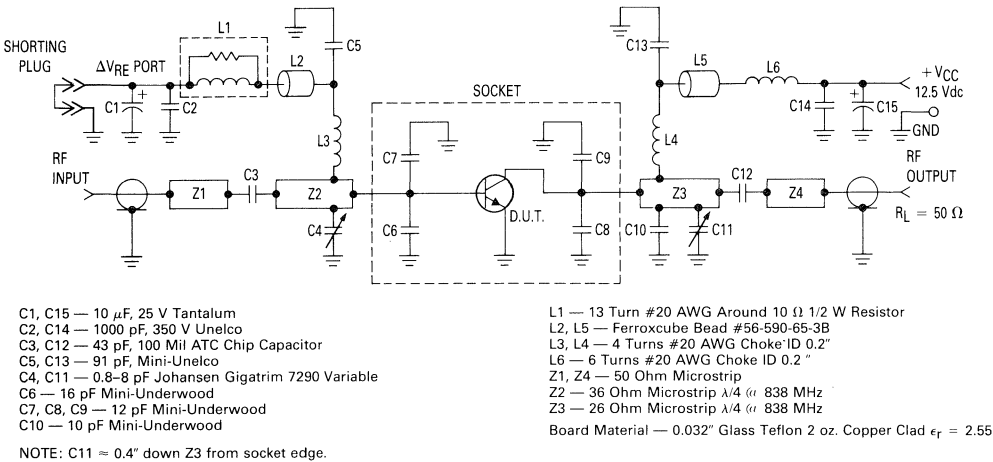 L1
SHORTING
PLUG
ΔVRE PORT
C1
+
C2
L2
C5
L3
RF
INPUT
Z1
C3
Z2
C4
SOCKET
C7
C6
D.U.T.
C9
C8
C13
L5
L6
+ VCC
12.5 Vdc
C14
+
C15
GND
L4
Z3
C10
C11
C12
Z4
RF
OUTPUT
RL = 50 Ω
C1, C15 — 10 μF, 25 V Tantalum
C2, C14 — 1000 pF, 350 V Unelco
C3, C12 — 43 pF, 100 Mil ATC Chip Capacitor
C5, C13 — 91 pF, Mini-Unelco
C4, C11 — 0.8–8 pF Johansen Gigatrim 7290 Variable
C6 — 16 pF Mini-Underwood
C7, C8, C9 — 12 pF Mini-Underwood
C10 — 10 pF Mini-Underwood
NOTE: C11 ≈ 0.4″ down Z3 from socket edge.
L1 — 13 Turn #20 AWG Around 10 Ω 1/2 W Resistor
L2, L5 — Ferroxcube Bead #56-590-65-3B
L3, L4 — 4 Turns #20 AWG Choke ID 0.2″
L6 — 6 Turns #20 AWG Choke ID 0.2 ″
Z1, Z4 — 50 Ohm Microstrip
Z2 — 36 Ohm Microstrip λ/4 @ 838 MHz
Z3 — 26 Ohm Microstrip λ/4 @ 838 MHz
Board Material — 0.032″ Glass Teflon 2 oz. Copper Clad εr = 2.55